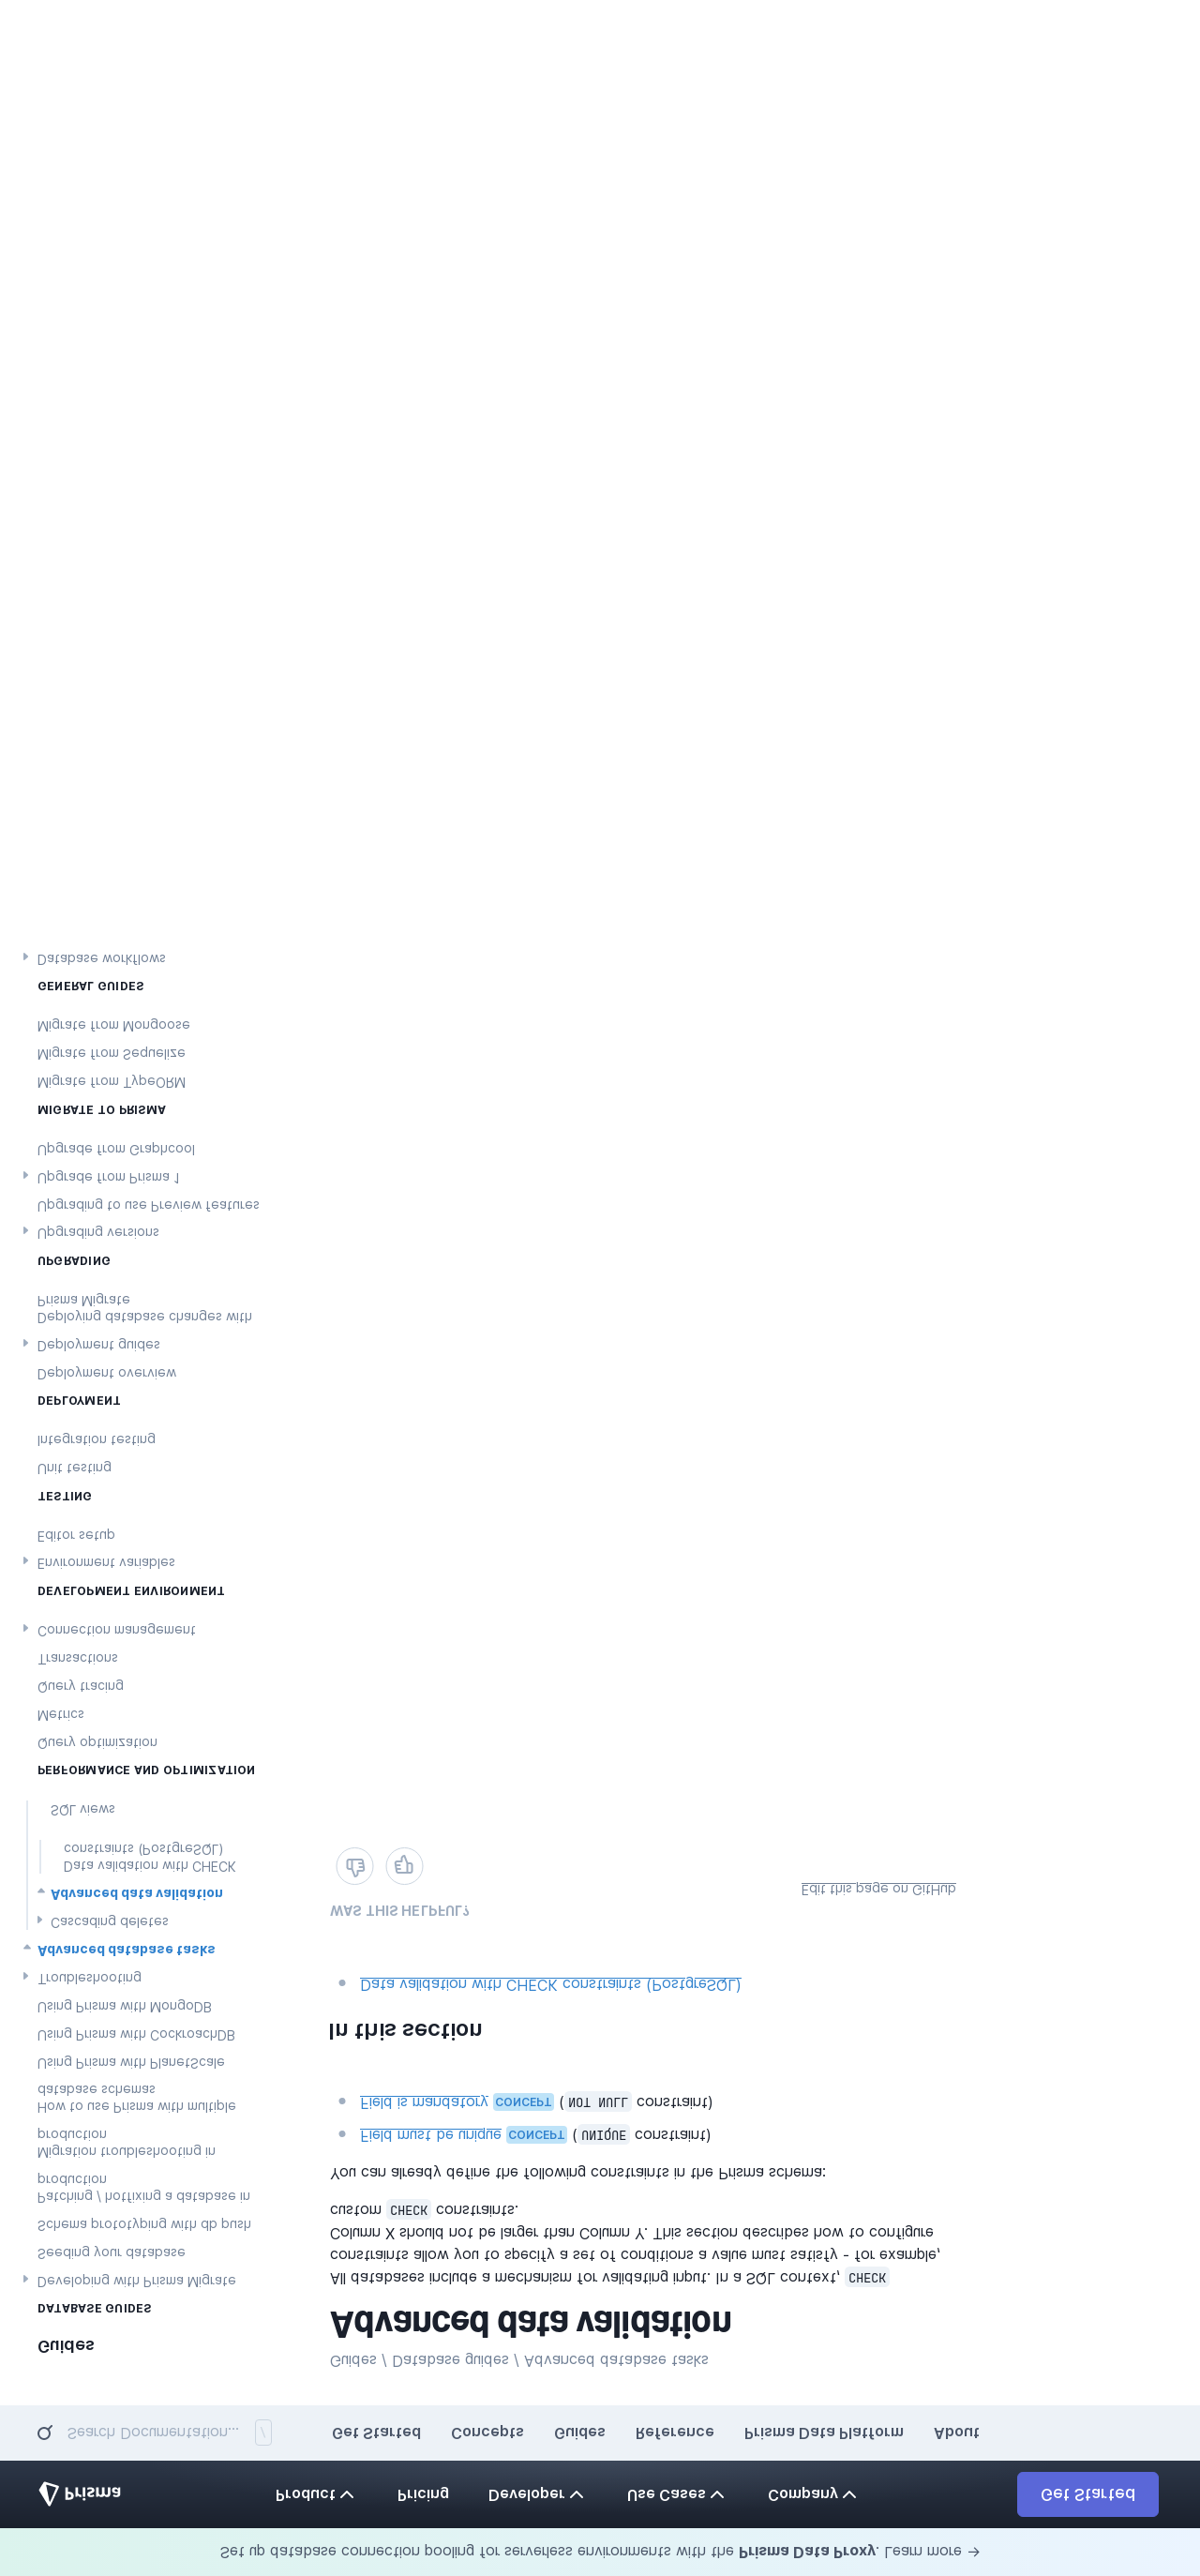 Set up database connection pooling for serverless environments with the Prisma Data Proxy. Learn more →
Prisma
Product
Pricing
Developer
Use Cases
Company
Get Started
Search Documentation...
/
Get Started
Concepts
Guides
Reference
Prisma Data Platform
About
Guides
DATABASE GUIDES
Developing with Prisma Migrate
Seeding your database
Schema prototyping with db push
Patching / hotfixing a database in
production
Migration troubleshooting in
production
How to use Prisma with multiple
database schemas
Using Prisma with PlanetScale
Using Prisma with CockroachDB
Using Prisma with MongoDB
Troubleshooting
Advanced database tasks
Cascading deletes
Advanced data validation
Data validation with CHECK
constraints (PostgreSQL)
SQL views
PERFORMANCE AND OPTIMIZATION
Query optimization
Metrics
Query tracing
Transactions
Connection management
DEVELOPMENT ENVIRONMENT
Environment variables
Editor setup
TESTING
Unit testing
Integration testing
DEPLOYMENT
Deployment overview
Deployment guides
Deploying database changes with
Prisma Migrate
UPGRADING
Upgrading versions
Upgrading to use Preview features
Upgrade from Prisma 1
Upgrade from Graphcool
MIGRATE TO PRISMA
Migrate from TypeORM
Migrate from Sequelize
Migrate from Mongoose
GENERAL GUIDES
Database workflows
Guides / Database guides / Advanced database tasks
Advanced data validation
All databases include a mechanism for validating input. In a SQL context, CHECK
constraints allow you to specify a set of conditions a value must satisfy - for example,
Column X should not be larger than Column Y. This section describes how to configure
custom CHECK constraints.
You can already define the following constraints in the Prisma schema:
Field must be unique CONCEPT (UNIQUE constraint)
Field is mandatory CONCEPT (NOT NULL constraint)
In this section
Data validation with CHECK constraints (PostgreSQL)
WAS THIS HELPFUL?
Edit this page on GitHub